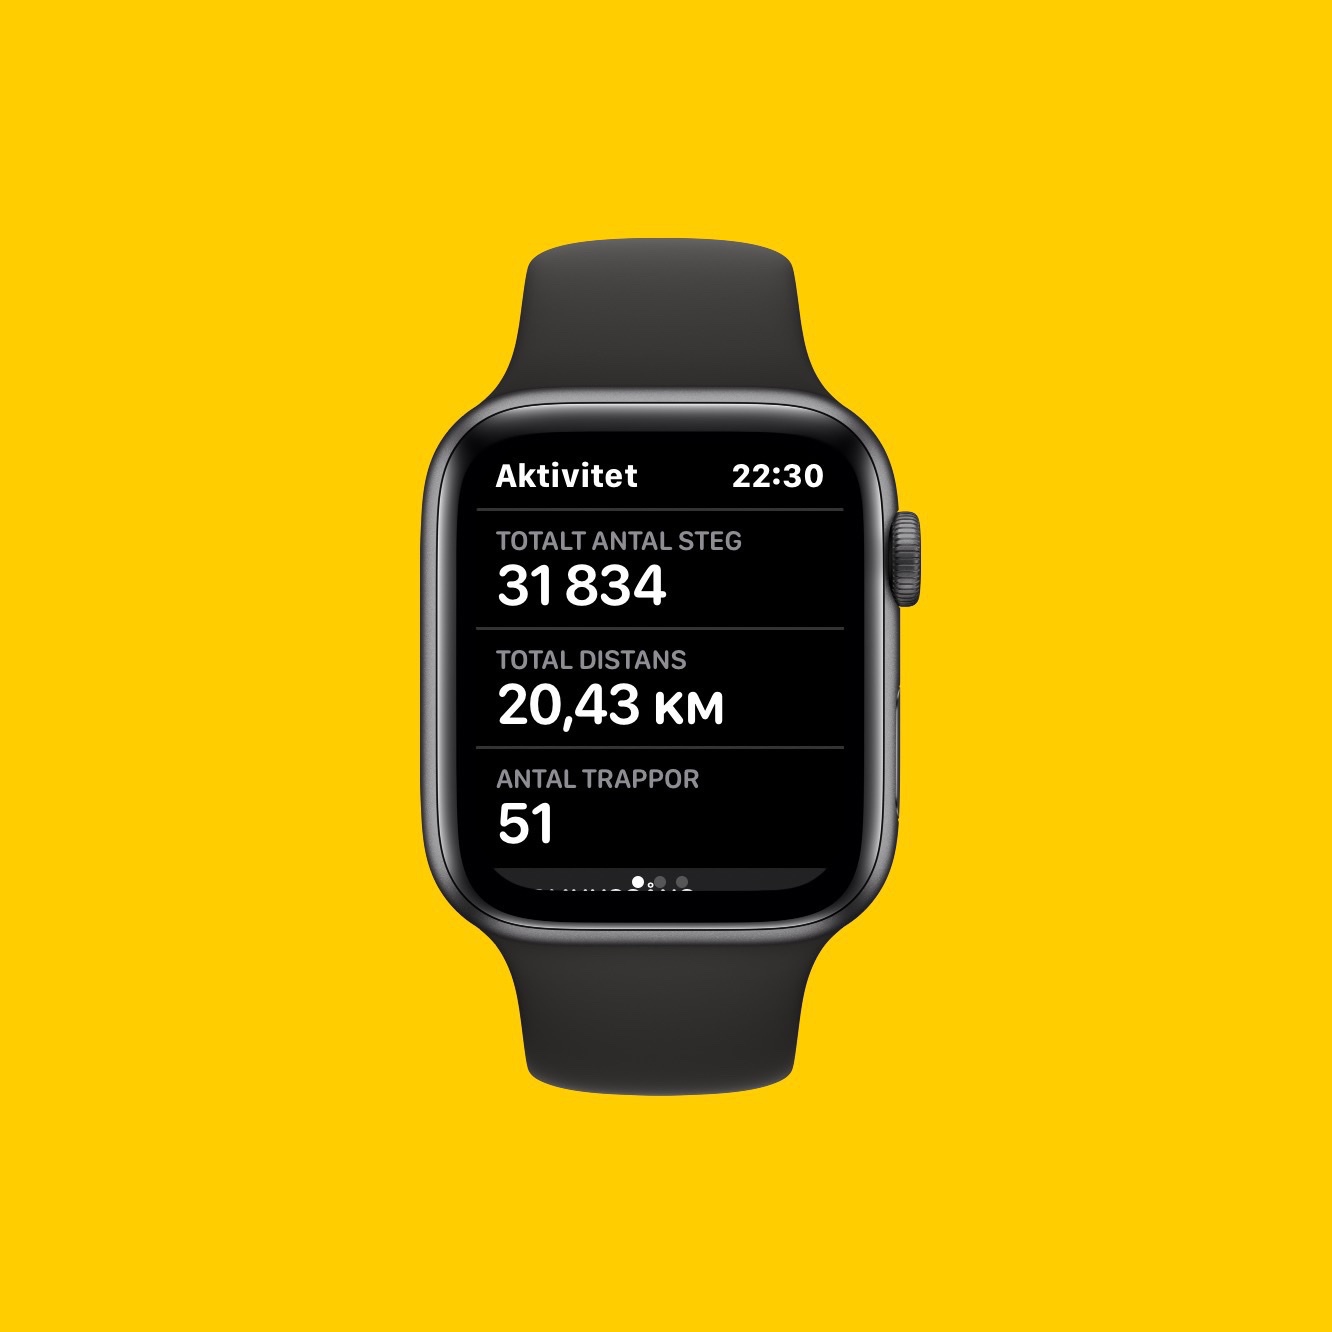 Aktivitet 22:30
TOTALT ANTAL STEG
31 834
TOTAL DISTANS
20,43 KM
ANTAL TRAPPOR
51